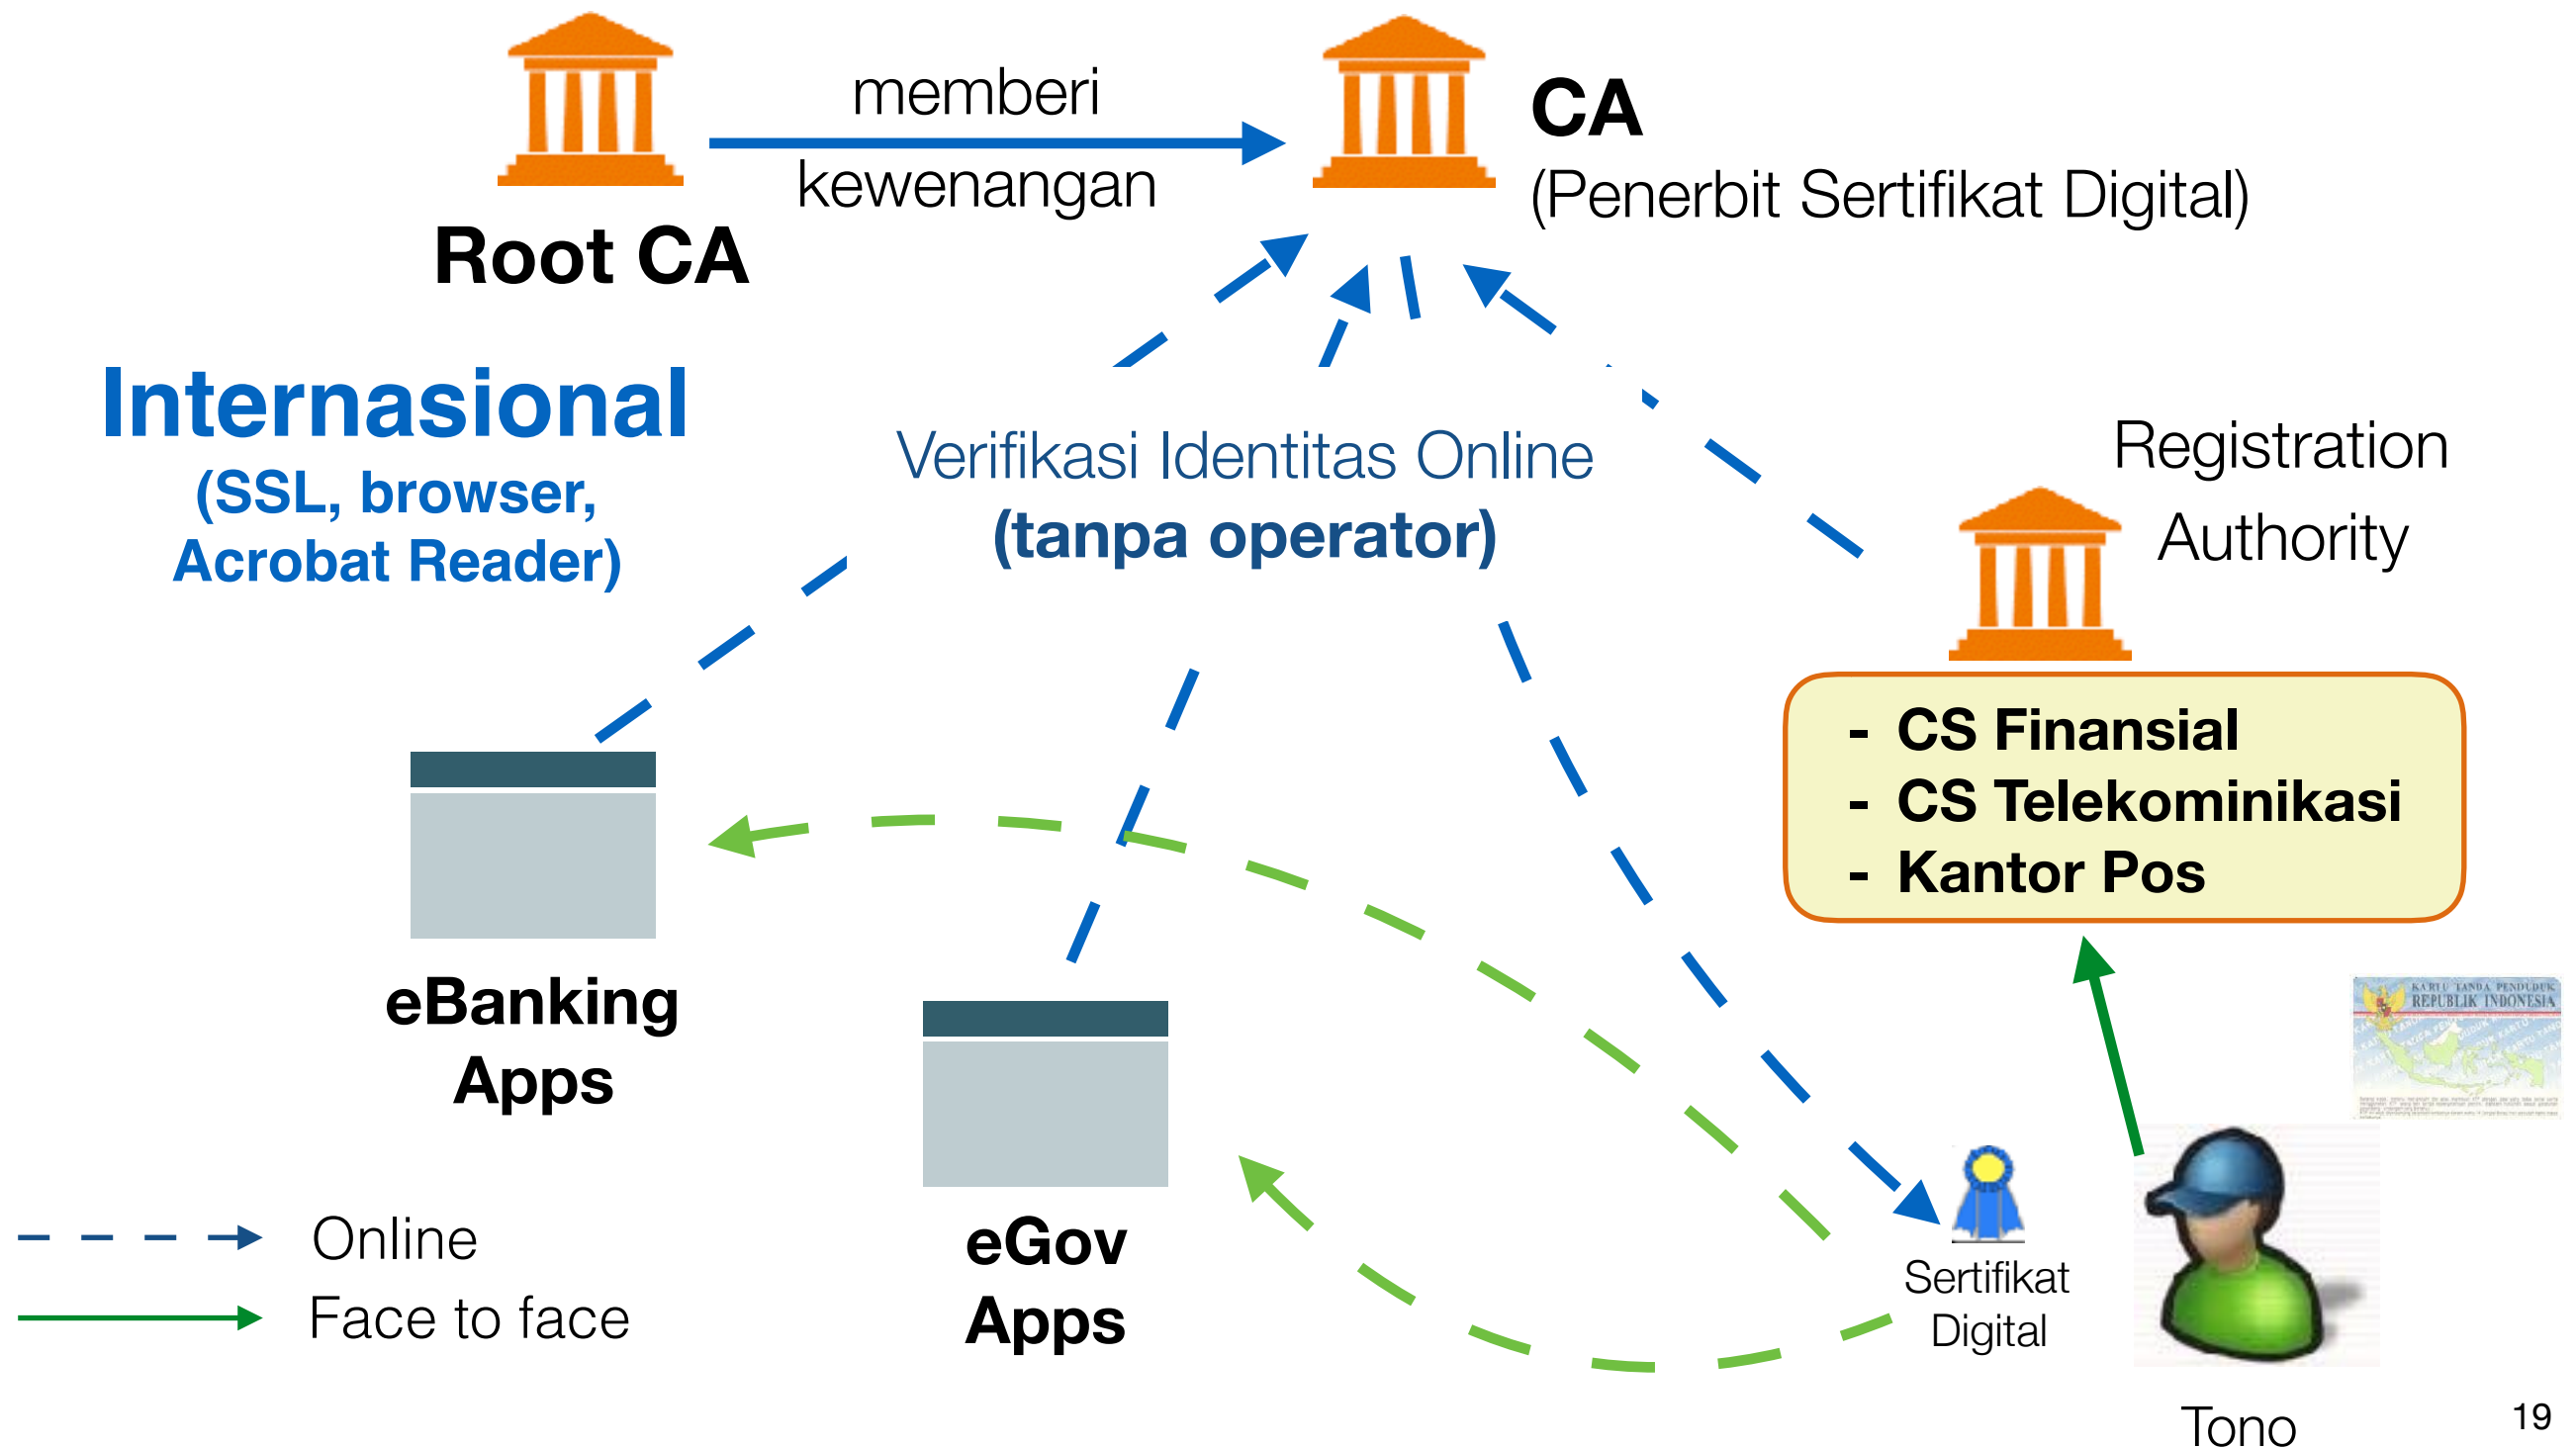 memberi
kewenangan
Root CA
CA
(Penerbit Sertifikat Digital)
Internasional
(SSL, browser,
Acrobat Reader)
Verifikasi Identitas Online
(tanpa operator)
Registration
Authority
- CS Finansial
- CS Telekominikasi
- Kantor Pos
eBanking
Apps
eGov
Apps
KARTU TANDA PENDUDUK
REPUBLIK INDONESIA
Sertifikat
Digital
Tono
Online
Face to face
19